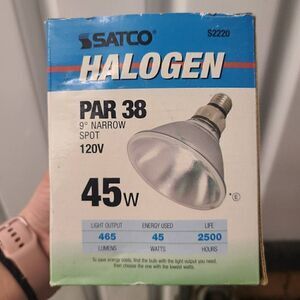 SATCO S2220
HALOGEN
PAR 38
9° NARROW
SPOT
120V
45W
LIGHT OUTPUT ENERGY USED LIFE
465 45 2500
LUMENS WATTS HOURS
To save energy costs, find the bulb with the light output you need,
then choose the one with the lowest watts.